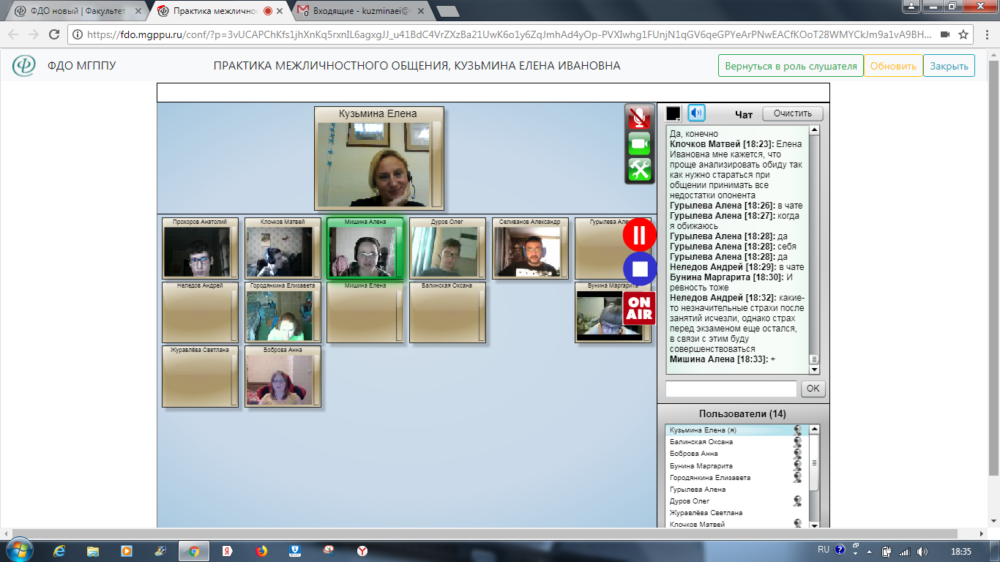 ФДО новый | Факультет
Практика межличнос
Входящие - kuzminaei@
https://fdo.mgppu.ru/conf/?p=3vUCAPChKfs1jhXnKq5rxnIL6agxgJJ_u41BdC4VrZXzBa21UwK6o1y6ZqJmhAd4yOp-PVXIwhg1FUnjN1qGV6qeGPYeArPNwEACfKOoT28WMYCkJm9a1vA9BH...
ФДО МГППУ
ПРАКТИКА МЕЖЛИЧНОСТНОГО ОБЩЕНИЯ, КУЗЬМИНА ЕЛЕНА ИВАНОВНА
Вернуться в роль слушателя
Обновить
Закрыть
Кузьмина Елена
Прохоров Анатолий
Клочков Матвей
Мишина Алена
Дуров Олег
Селиванов Александр
Гурылева Але
Неледов Андрей
Городянкина Елизавета
Мишина Елена
Балинская Оксана
Бунина Маргарита
ON
AIR
Журавлёва Светлана
Боброва Анна
Чат
Очистить
Да, конечно
Клочков Матвей [18:23]: Елена
Ивановна мне кажется, что
проще анализировать обиду так
как нужно стараться при
общении принимать все
недостатки опонента
Гурылева Алена [18:26]: в чате
Гурылева Алена [18:27]: когда
я обижаюсь
Гурылева Алена [18:28]: да
Гурылева Алена [18:28]: себя
Гурылева Алена [18:28]: да
Неледов Андрей [18:29]: в чате
Бунина Маргарита [18:30]: И
ревность тоже
Неледов Андрей [18:32]: какие-
то незначительные страхи после
занятий исчезли, однако страх
перед экзаменом еще остался,
в связи с этим буду
совершенствоваться
Мишина Алена [18:33]: +
OK
Пользователи (14)
Кузьмина Елена (я)
Балинская Оксана
Боброва Анна
Бунина Маргарита
Городянкина Елизавета
Гурылева Алена
Дуров Олег
Журавлёва Светлана
Клочков Матвей
RU
18:35